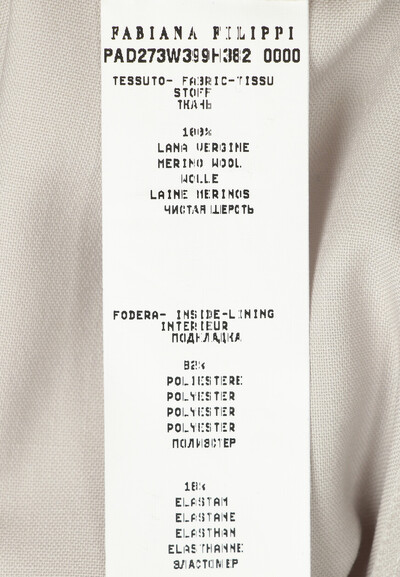 FABIANA FILIPPI
PAD273W399H382 0000
TESSUTO- FABRIC-TISSU
STOFF
ТКАНЬ
100%
LANA VERGINE
MERINO WOOL
WOLLE
LAINE MERINOS
ЧИСТАЯ ШЕРСТЬ
FODERA- INSIDE-LINING
INTERIEUR
ПОДКЛАДКА
82%
POLIESTERE
POLYESTER
POLYESTER
POLYESTER
ПОЛИЭСТЕР
18%
ELASTAM
ELASTANE
ELASTHAN
ELASTHANNE
ЭЛАСТОМЕР